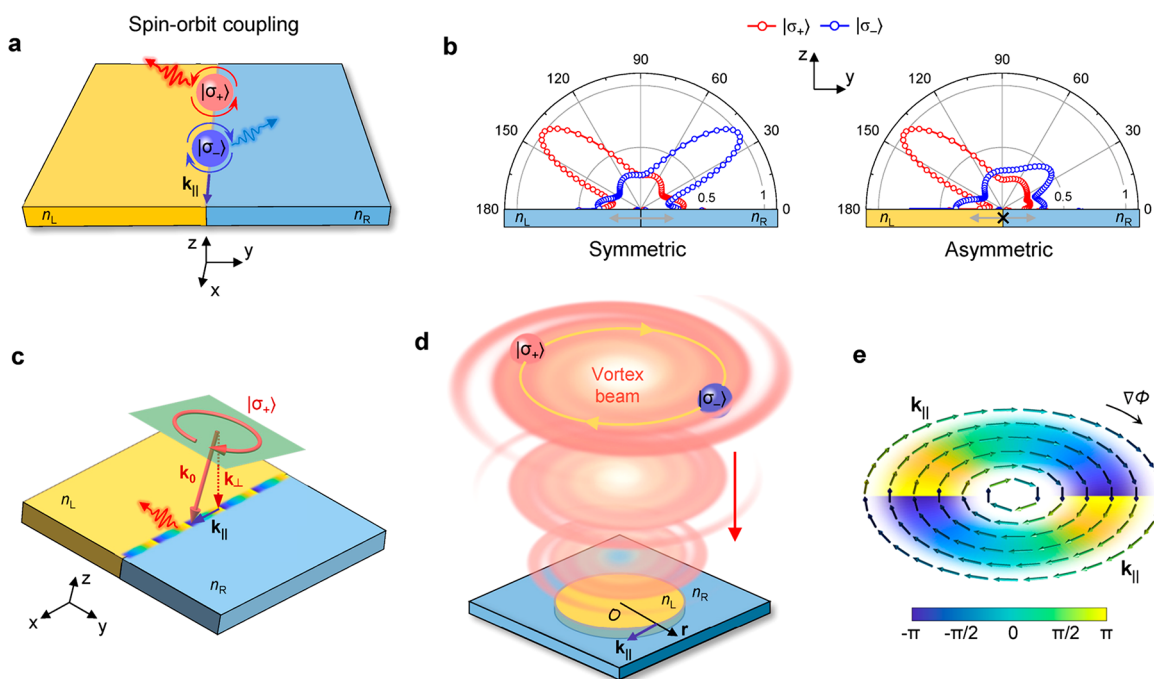 Spin-orbit coupling
a
|σ₊⟩
|σ₋⟩
k||
nL
nR
z
y
x
b
|σ₊⟩ |σ₋⟩
z
y
90
120 60
150 30
180 0
0.5 1
nL nR
Symmetric
90
120 60
150 30
180 0
0.5 1
nL nR
Asymmetric
c
|σ₊⟩
k₀
k⊥
k||
nL
nR
z
x
y
d
|σ₊⟩
Vortex
beam
|σ₋⟩
nL
nR
O
r
k||
e
k||
∇Φ
k||
-π -π/2 0 π/2 π